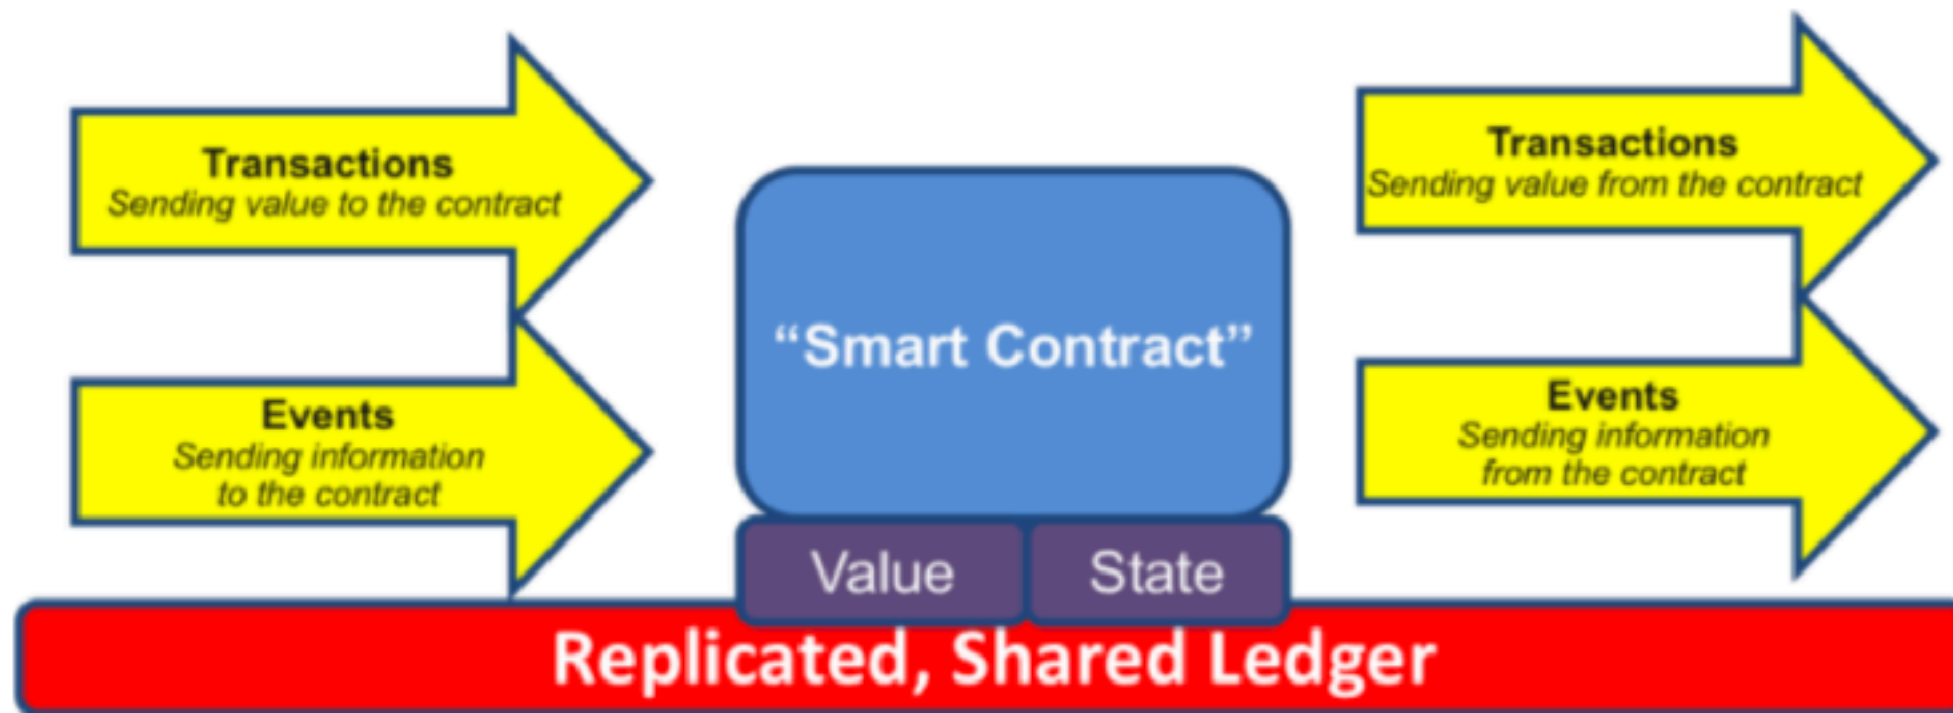 Transactions
Sending value to the contract
Events
Sending information
to the contract
“Smart Contract”
Value
State
Transactions
Sending value from the contract
Events
Sending information
from the contract
Replicated, Shared Ledger